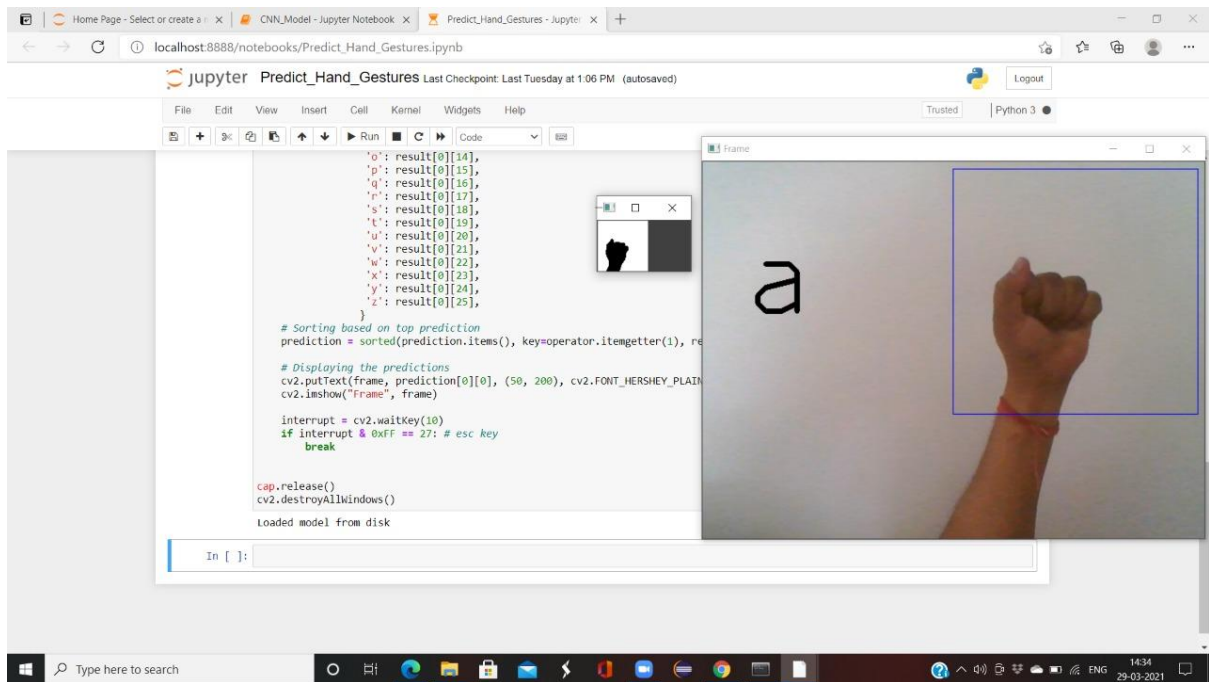 Home Page - Select or create a n
CNN_Model - Jupyter Notebook
Predict_Hand_Gestures - Jupyter
localhost:8888/notebooks/Predict_Hand_Gestures.ipynb
Jupyter Predict_Hand_Gestures Last Checkpoint: Last Tuesday at 1:06 PM (autosaved)
Logout
File Edit View Insert Cell Kernel Widgets Help
Trusted Python 3
Run Code
Frame
'o': result[0][14],
'p': result[0][15],
'q': result[0][16],
'r': result[0][17],
's': result[0][18],
't': result[0][19],
'u': result[0][20],
'v': result[0][21],
'w': result[0][22],
'x': result[0][23],
'y': result[0][24],
'z': result[0][25],
}
a
# Sorting based on top prediction
prediction = sorted(prediction.items(), key=operator.itemgetter(1), re
# Displaying the predictions
cv2.putText(frame, prediction[0][0], (50, 200), cv2.FONT_HERSHEY_PLAIN
cv2.imshow("Frame", frame)
interrupt = cv2.waitKey(10)
if interrupt & 0xFF == 27: # esc key
break
cap.release()
cv2.destroyAllWindows()
Loaded model from disk
In [ ]:
Type here to search
ENG
14:34
29-03-2021